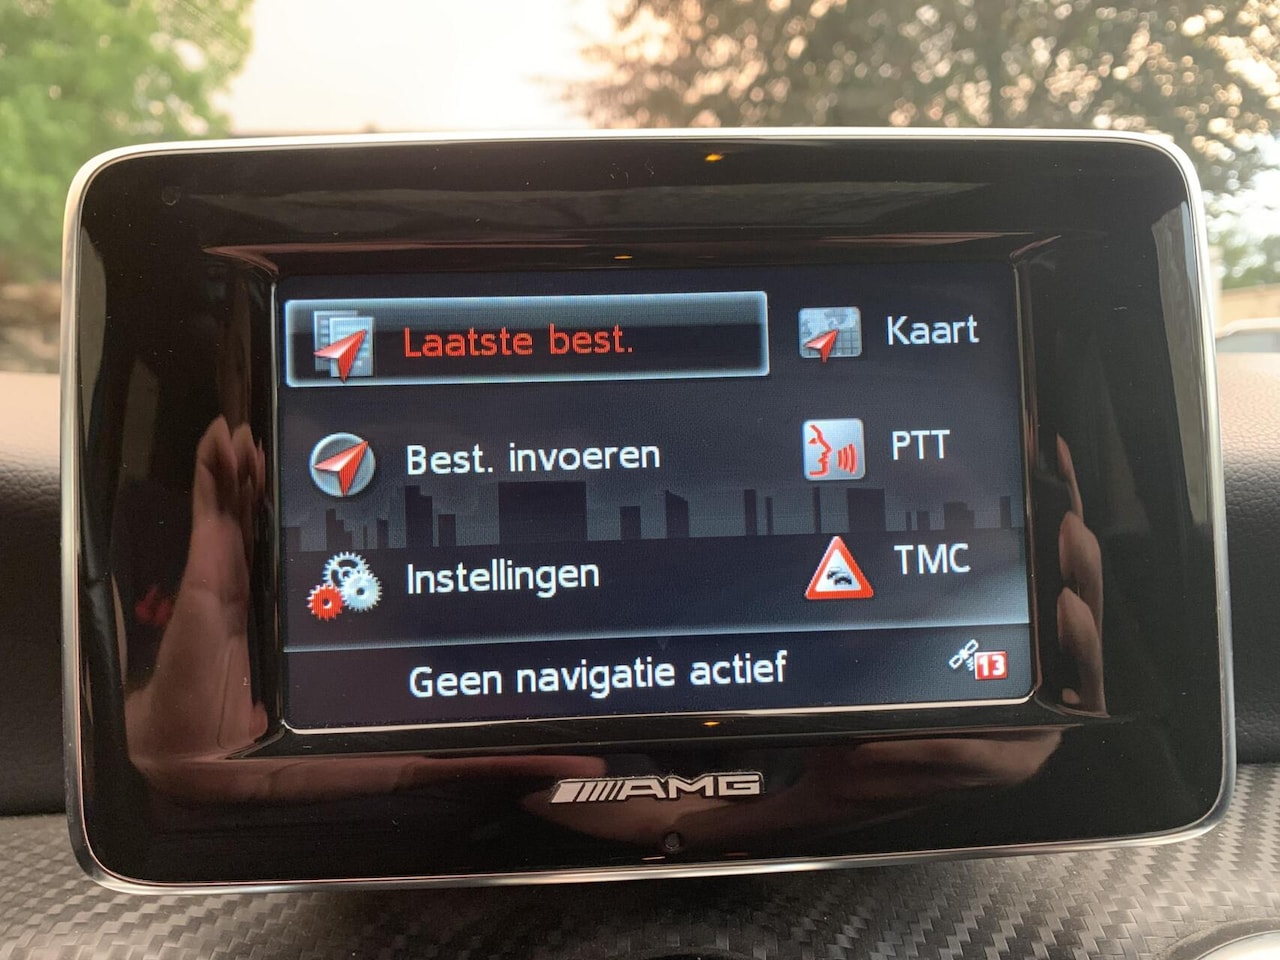 Laatste best.
Kaart
Best. invoeren
PTT
Instellingen
TMC
Geen navigatie actief
13
AMG